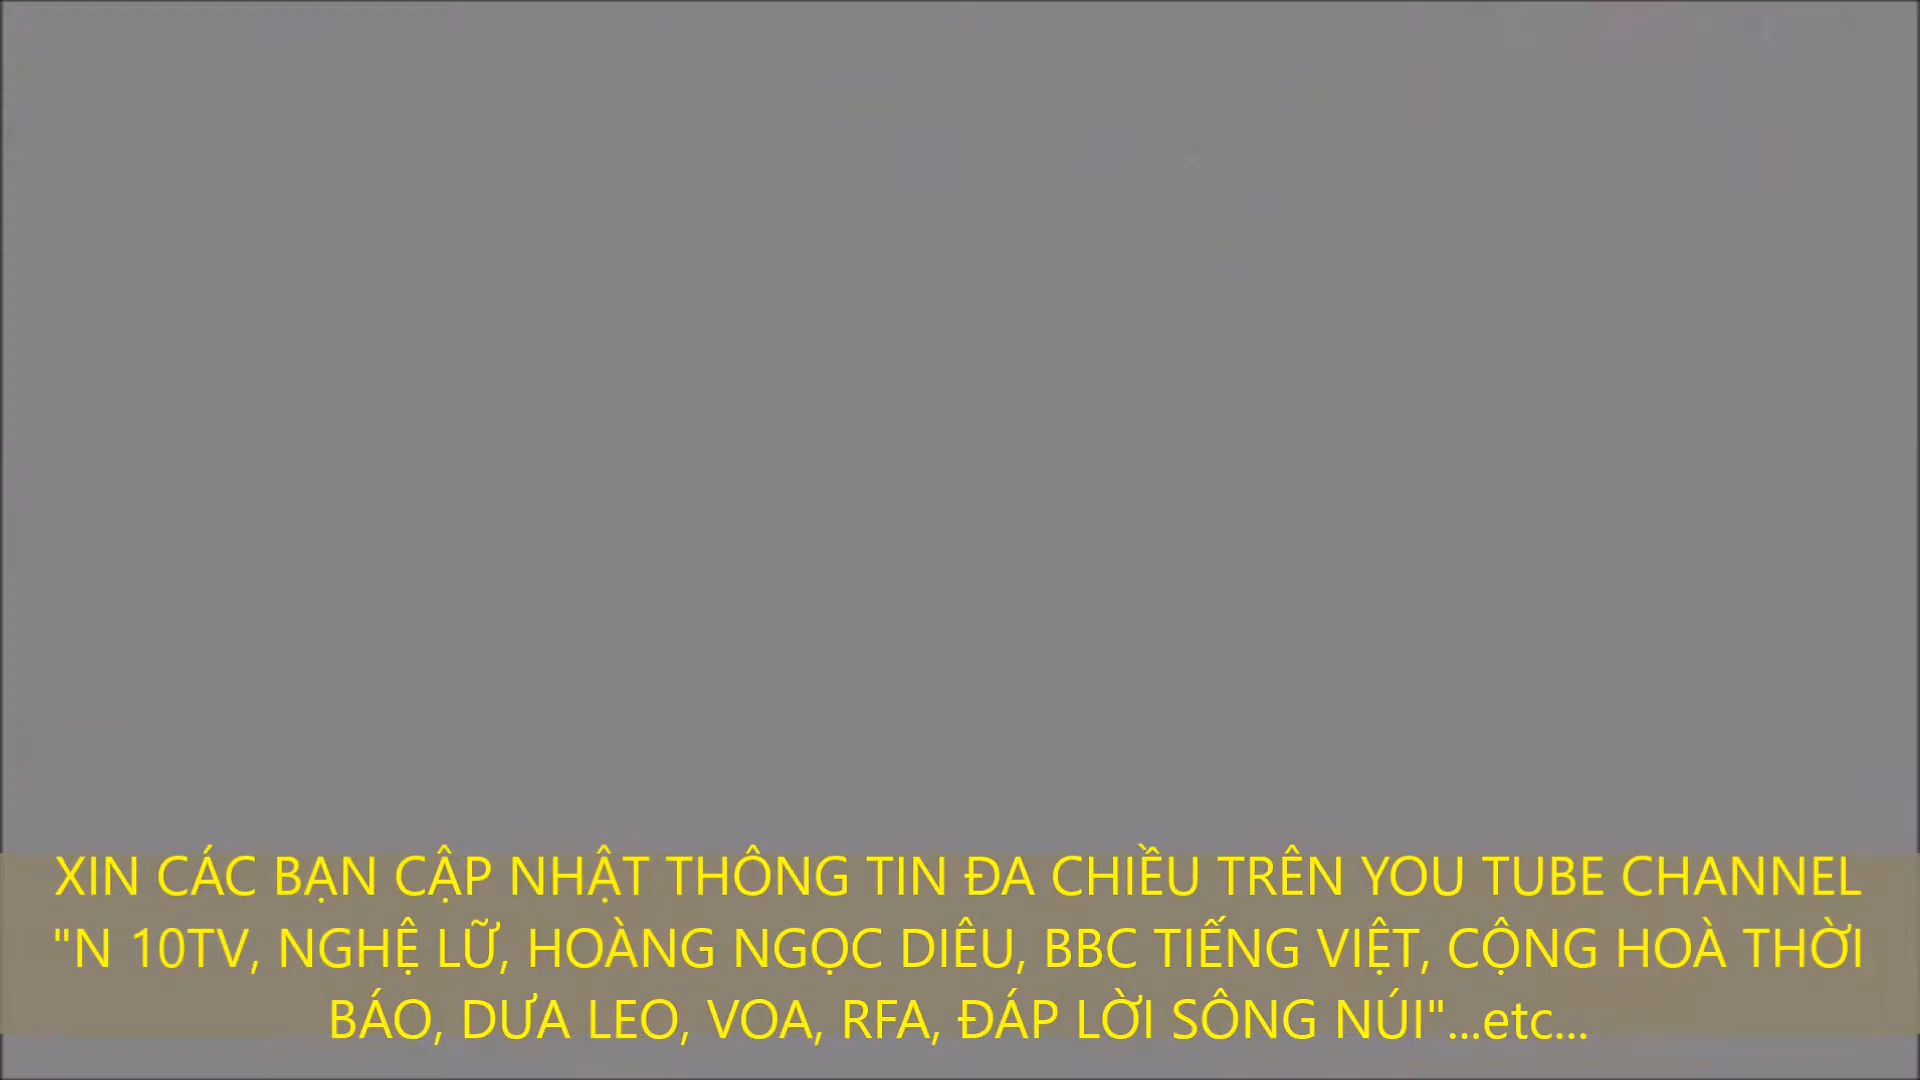 XIN CÁC BẠN CẬP NHẬT THÔNG TIN ĐA CHIỀU TRÊN YOU TUBE CHANNEL
"N 10TV, NGHỆ LỮ, HOÀNG NGỌC DIÊU, BBC TIẾNG VIỆT, CỘNG HOÀ THỜI
BÁO, DƯA LEO, VOA, RFA, ĐÁP LỜI SÔNG NÚI"...etc...